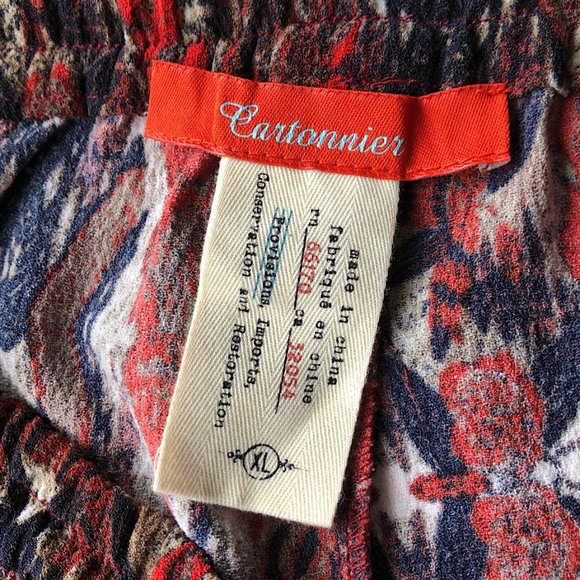 Cartonnier
made in china
fabriqué en chine
rn 66170 ca 32054
Provisions Imports,
Conservation and Restoration
XL